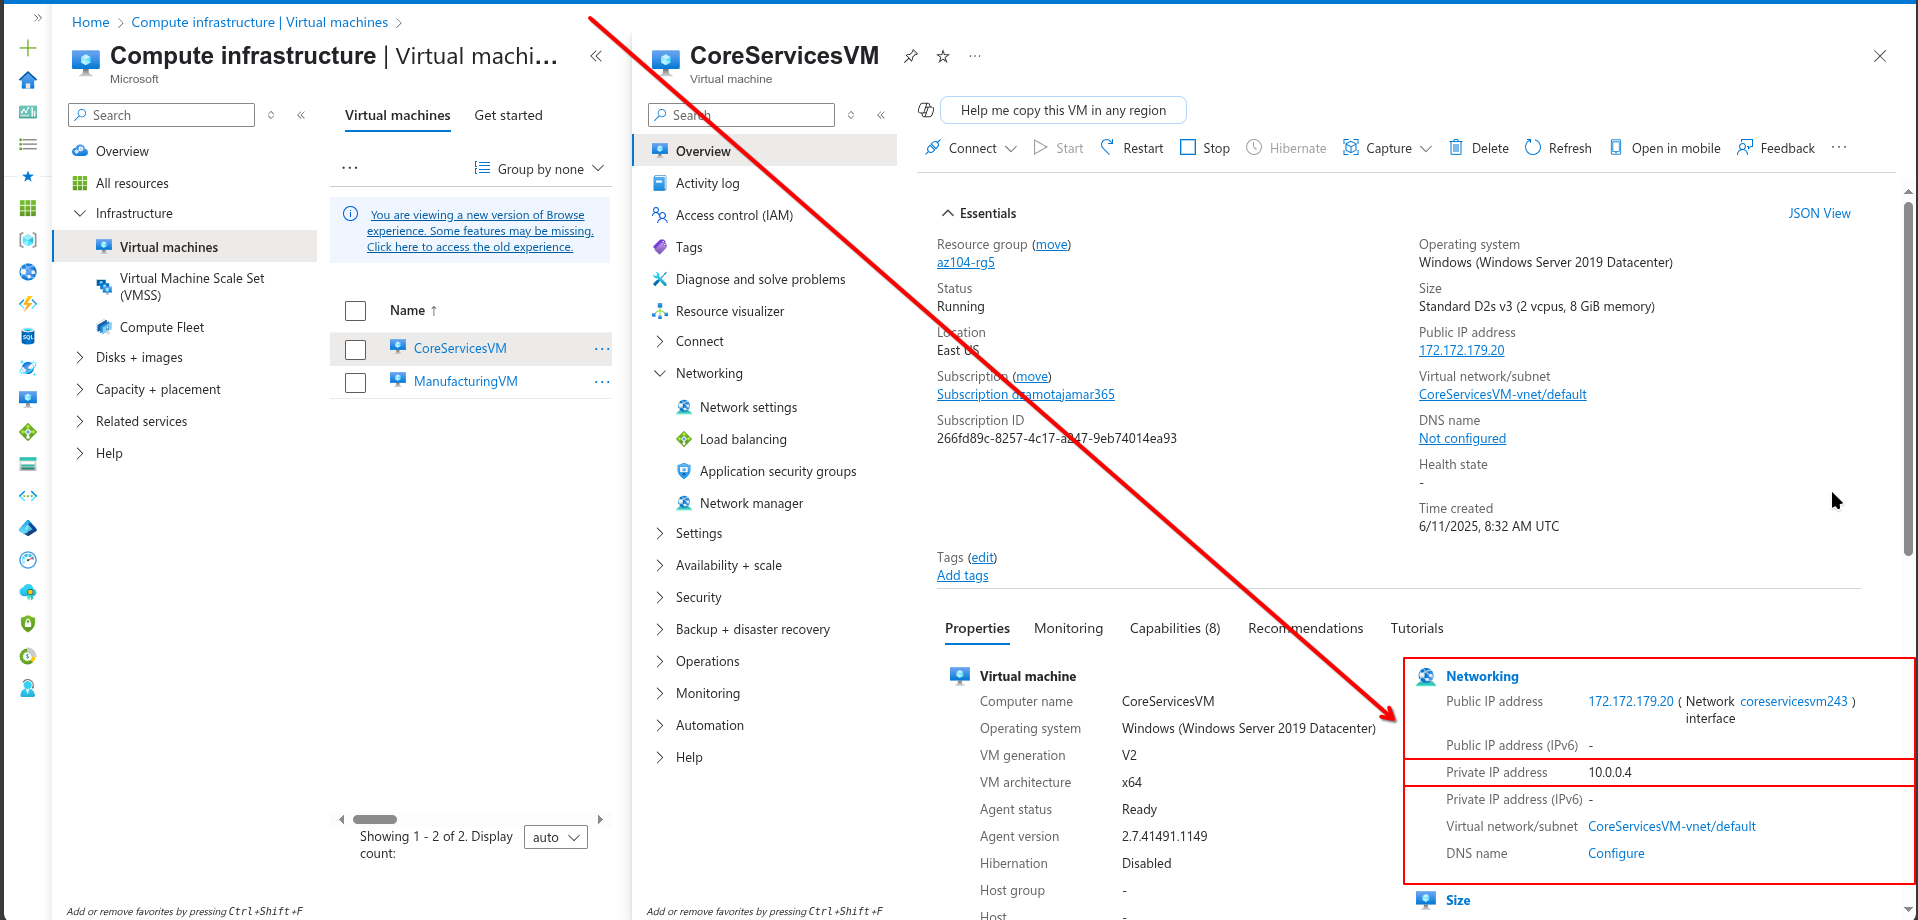 Home > Compute infrastructure | Virtual machines >
Compute infrastructure | Virtual machi...
Microsoft
Search
Overview
All resources
Infrastructure
Virtual machines
Virtual Machine Scale Set
(VMSS)
Compute Fleet
Disks + images
Capacity + placement
Related services
Help
Add or remove favorites by pressing Ctrl+Shift+F
Virtual machines Get started
Group by none
You are viewing a new version of Browse
experience. Some features may be missing.
Click here to access the old experience.
Name ↑
CoreServicesVM
ManufacturingVM
Showing 1 - 2 of 2. Display
count:
auto
CoreServicesVM
Virtual machine
Search
Overview
Activity log
Access control (IAM)
Tags
Diagnose and solve problems
Resource visualizer
Connect
Networking
Network settings
Load balancing
Application security groups
Network manager
Settings
Availability + scale
Security
Backup + disaster recovery
Operations
Monitoring
Automation
Help
Add or remove favorites by pressing Ctrl+Shift+F
Help me copy this VM in any region
Connect Start Restart Stop Hibernate Capture Delete Refresh Open in mobile Feedback
Essentials
JSON View
Resource group (move)
az104-rg5
Status
Running
Location
East US
Subscription (move)
Subscription dzamotajamar365
Subscription ID
266fd89c-8257-4c17-a247-9eb74014ea93
Operating system
Windows (Windows Server 2019 Datacenter)
Size
Standard D2s v3 (2 vcpus, 8 GiB memory)
Public IP address
172.172.179.20
Virtual network/subnet
CoreServicesVM-vnet/default
DNS name
Not configured
Health state
-
Time created
6/11/2025, 8:32 AM UTC
Tags (edit)
Add tags
Properties Monitoring Capabilities (8) Recommendations Tutorials
Virtual machine
Computer name CoreServicesVM
Operating system Windows (Windows Server 2019 Datacenter)
VM generation V2
VM architecture x64
Agent status Ready
Agent version 2.7.41491.1149
Hibernation Disabled
Host group -
Host -
Networking
Public IP address 172.172.179.20 ( Network coreservicesvm243 )
interface
Public IP address (IPv6) -
Private IP address 10.0.0.4
Private IP address (IPv6) -
Virtual network/subnet CoreServicesVM-vnet/default
DNS name Configure
Size